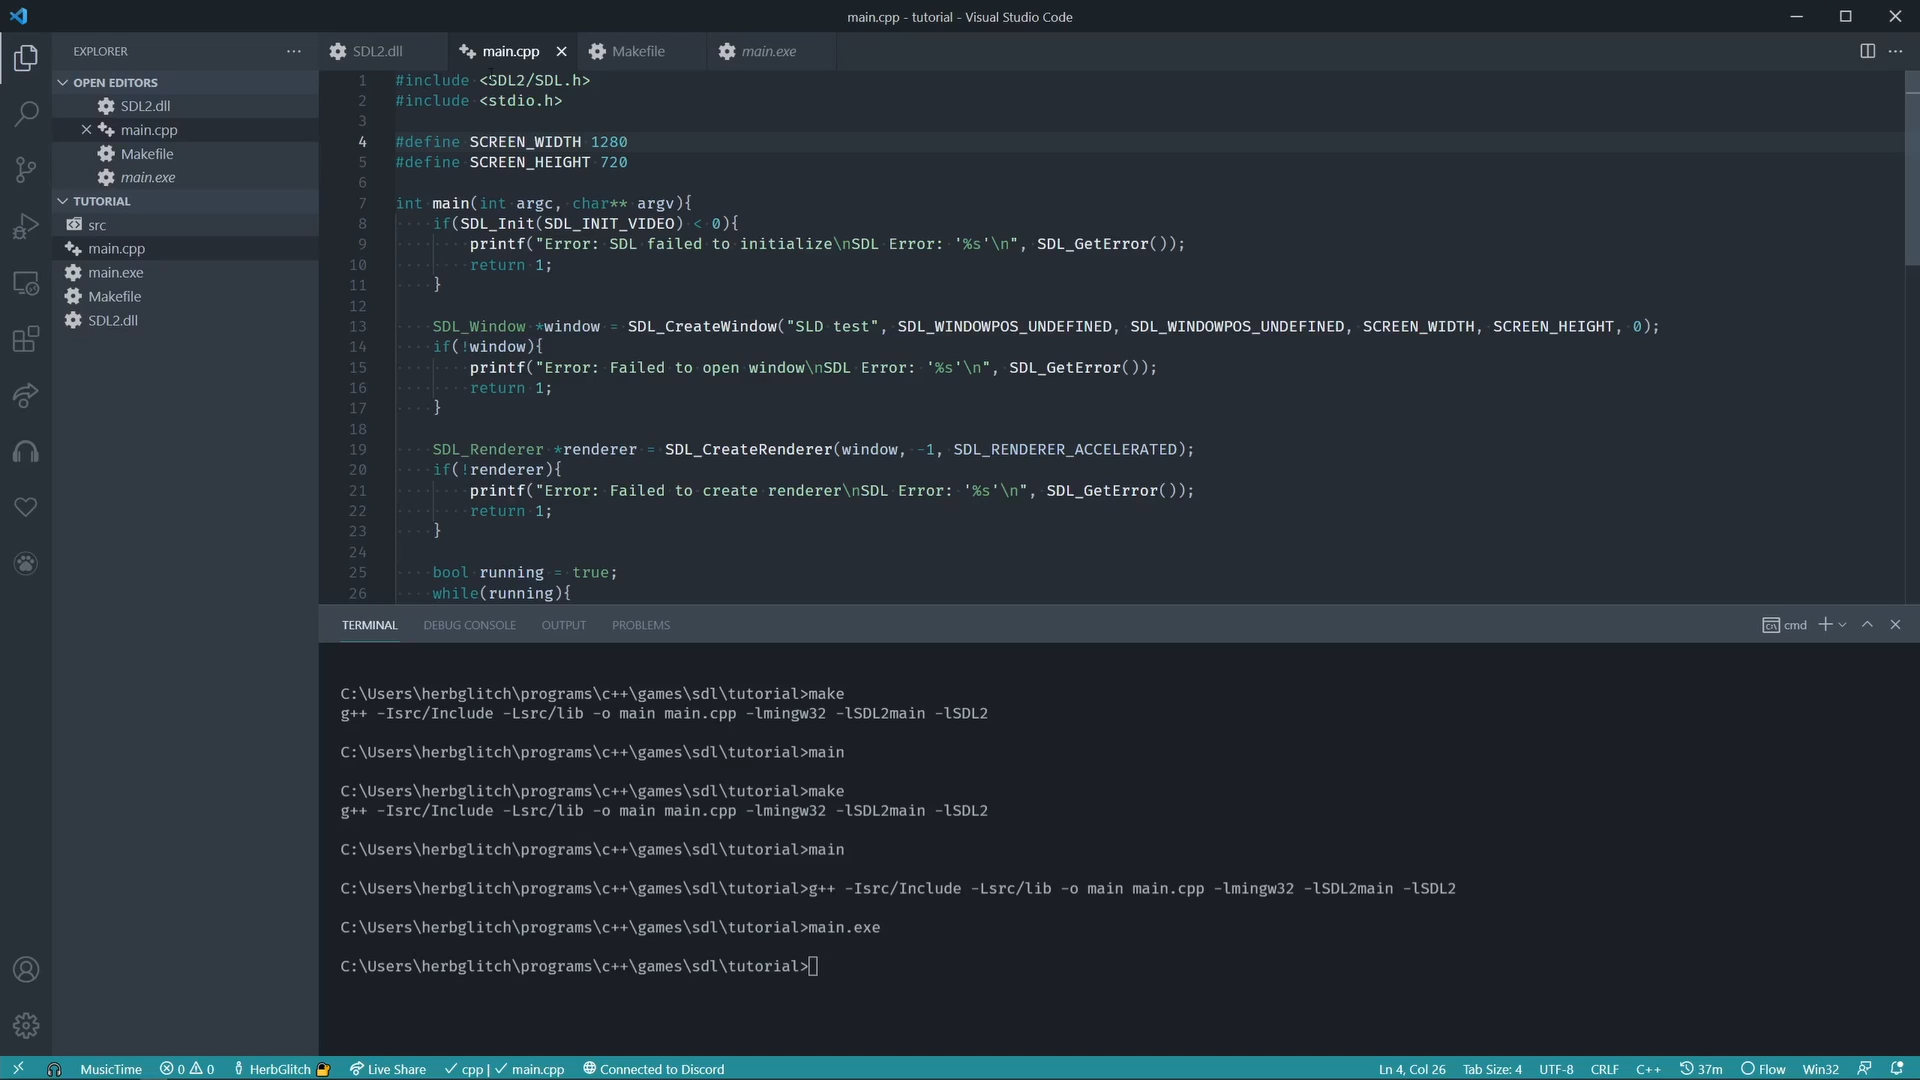 main.cpp - tutorial - Visual Studio Code
EXPLORER
SDL2.dll
main.cpp
Makefile
main.exe
OPEN EDITORS
SDL2.dll
main.cpp
Makefile
main.exe
TUTORIAL
src
main.cpp
main.exe
Makefile
SDL2.dll
1 #include <SDL2/SDL.h>
2 #include <stdio.h>
3
4 #define SCREEN_WIDTH 1280
5 #define SCREEN_HEIGHT 720
6
7 int main(int argc, char** argv){
8 if(SDL_Init(SDL_INIT_VIDEO) < 0){
9 printf("Error: SDL failed to initialize\nSDL Error: '%s'\n", SDL_GetError());
10 return 1;
11 }
12
13 SDL_Window *window = SDL_CreateWindow("SLD test", SDL_WINDOWPOS_UNDEFINED, SDL_WINDOWPOS_UNDEFINED, SCREEN_WIDTH, SCREEN_HEIGHT, 0);
14 if(!window){
15 printf("Error: Failed to open window\nSDL Error: '%s'\n", SDL_GetError());
16 return 1;
17 }
18
19 SDL_Renderer *renderer = SDL_CreateRenderer(window, -1, SDL_RENDERER_ACCELERATED);
20 if(!renderer){
21 printf("Error: Failed to create renderer\nSDL Error: '%s'\n", SDL_GetError());
22 return 1;
23 }
24
25 bool running = true;
26 while(running){
TERMINAL
DEBUG CONSOLE
OUTPUT
PROBLEMS
cmd
C:\Users\herbglitch\programs\c++\games\sdl\tutorial>make
g++ -Isrc/Include -Lsrc/lib -o main main.cpp -lmingw32 -lSDL2main -lSDL2
C:\Users\herbglitch\programs\c++\games\sdl\tutorial>main
C:\Users\herbglitch\programs\c++\games\sdl\tutorial>make
g++ -Isrc/Include -Lsrc/lib -o main main.cpp -lmingw32 -lSDL2main -lSDL2
C:\Users\herbglitch\programs\c++\games\sdl\tutorial>main
C:\Users\herbglitch\programs\c++\games\sdl\tutorial>g++ -Isrc/Include -Lsrc/lib -o main main.cpp -lmingw32 -lSDL2main -lSDL2
C:\Users\herbglitch\programs\c++\games\sdl\tutorial>main.exe
C:\Users\herbglitch\programs\c++\games\sdl\tutorial>
MusicTime 0 0 HerbGlitch Live Share cpp | main.cpp Connected to Discord Ln 4, Col 26 Tab Size: 4 UTF-8 CRLF C++ 37m Flow Win32